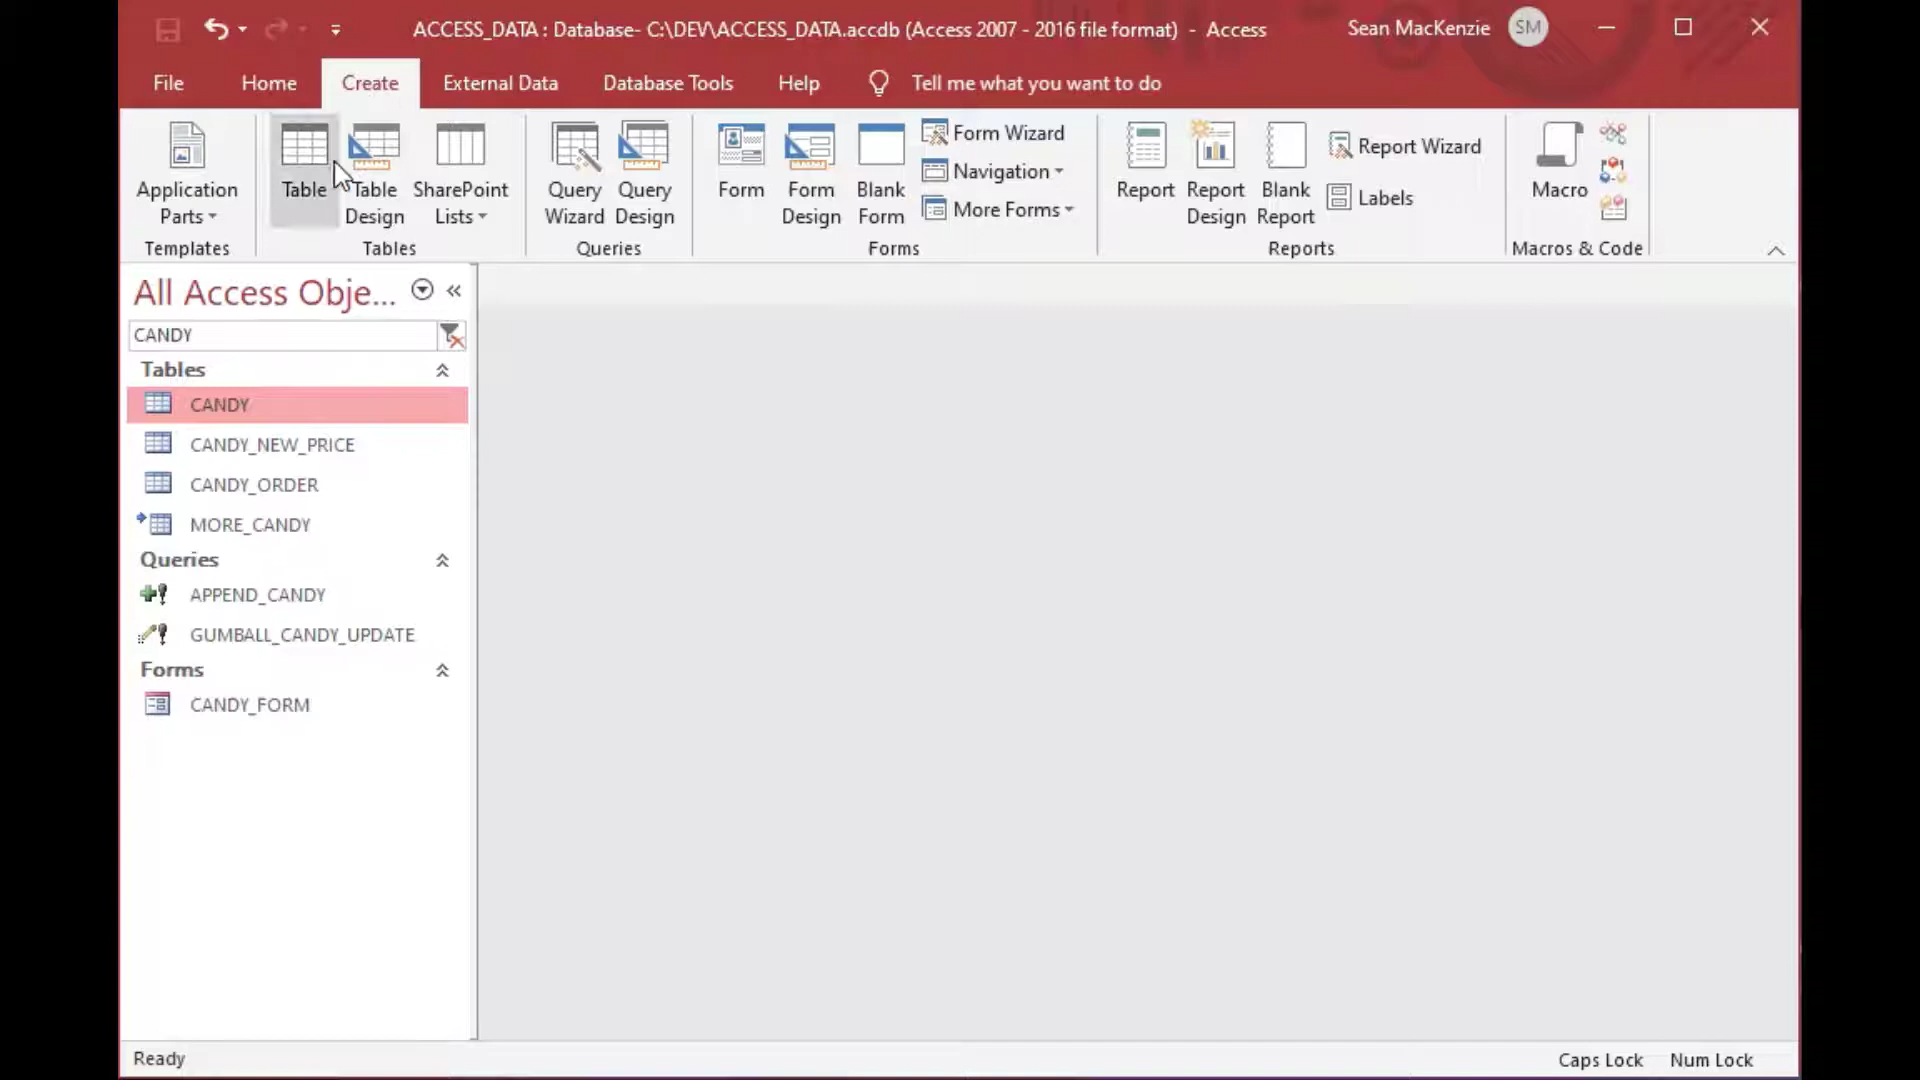 ACCESS_DATA : Database- C:\DEV\ACCESS_DATA.accdb (Access 2007 - 2016 file format) - Access
Sean MacKenzie SM
File Home Create External Data Database Tools Help Tell me what you want to do
Application Parts
Table
Table Design
SharePoint Lists
Query Wizard
Query Design
Form
Form Design
Blank Form
Form Wizard
Navigation
More Forms
Report
Report Design
Blank Report
Report Wizard
Labels
Macro
Templates Tables Queries Forms Reports Macros & Code
All Access Obje...
CANDY
Tables
CANDY
CANDY_NEW_PRICE
CANDY_ORDER
MORE_CANDY
Queries
APPEND_CANDY
GUMBALL_CANDY_UPDATE
Forms
CANDY_FORM
Ready Caps Lock Num Lock